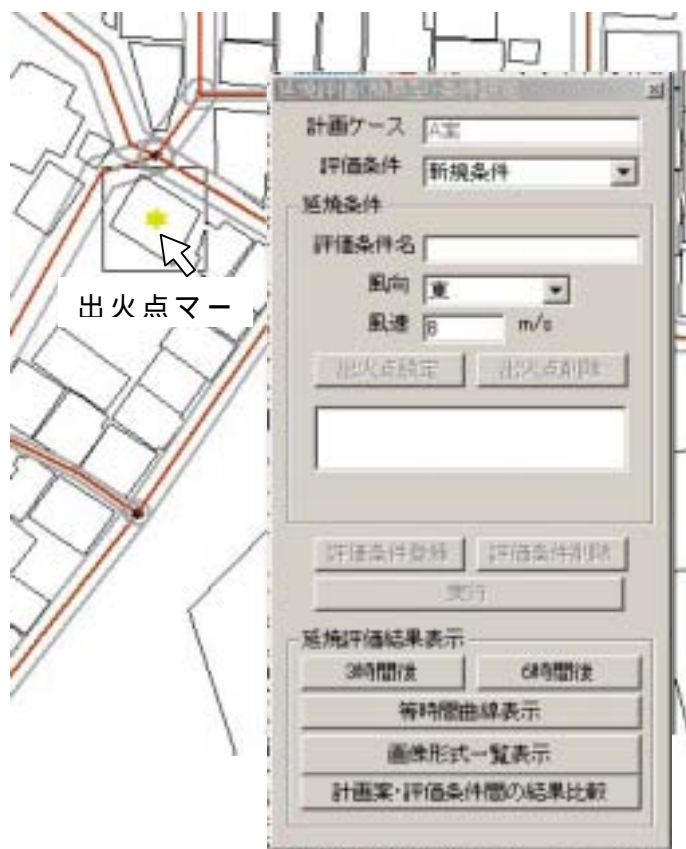 出火点マー
計画ケース A案
評価条件 新規条件
延焼条件
評価条件名
風向 東
風速 8 m/s
出火点設定 出火点削除
評価条件登録 評価条件削除
実行
延焼評価結果表示
3時間後 6時間後
等時間曲線表示
画像形式一覧表示
計画案・評価条件間の結果比較